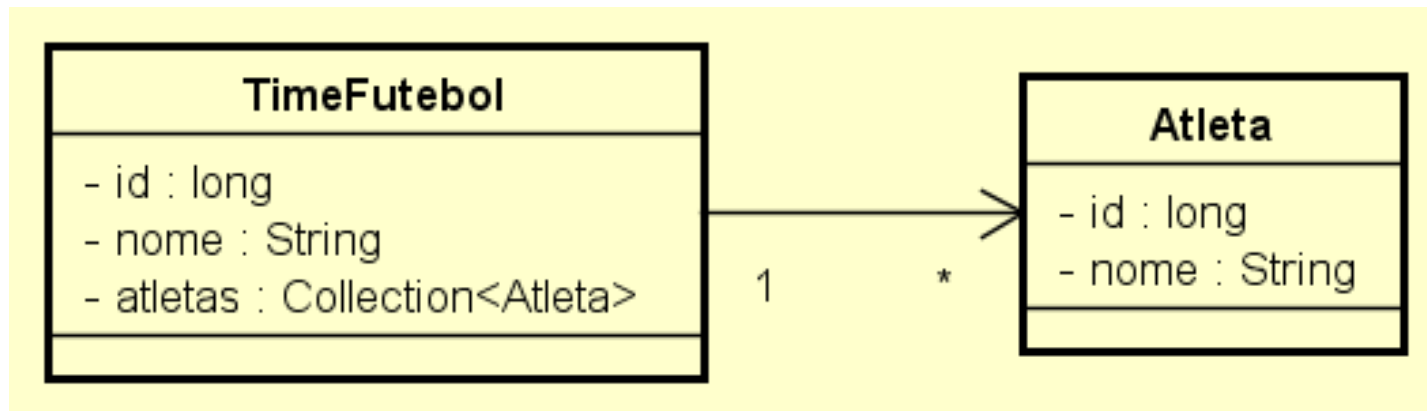 TimeFutebol
- id : long
- nome : String
- atletas : Collection<Atleta>
1
*
Atleta
- id : long
- nome : String